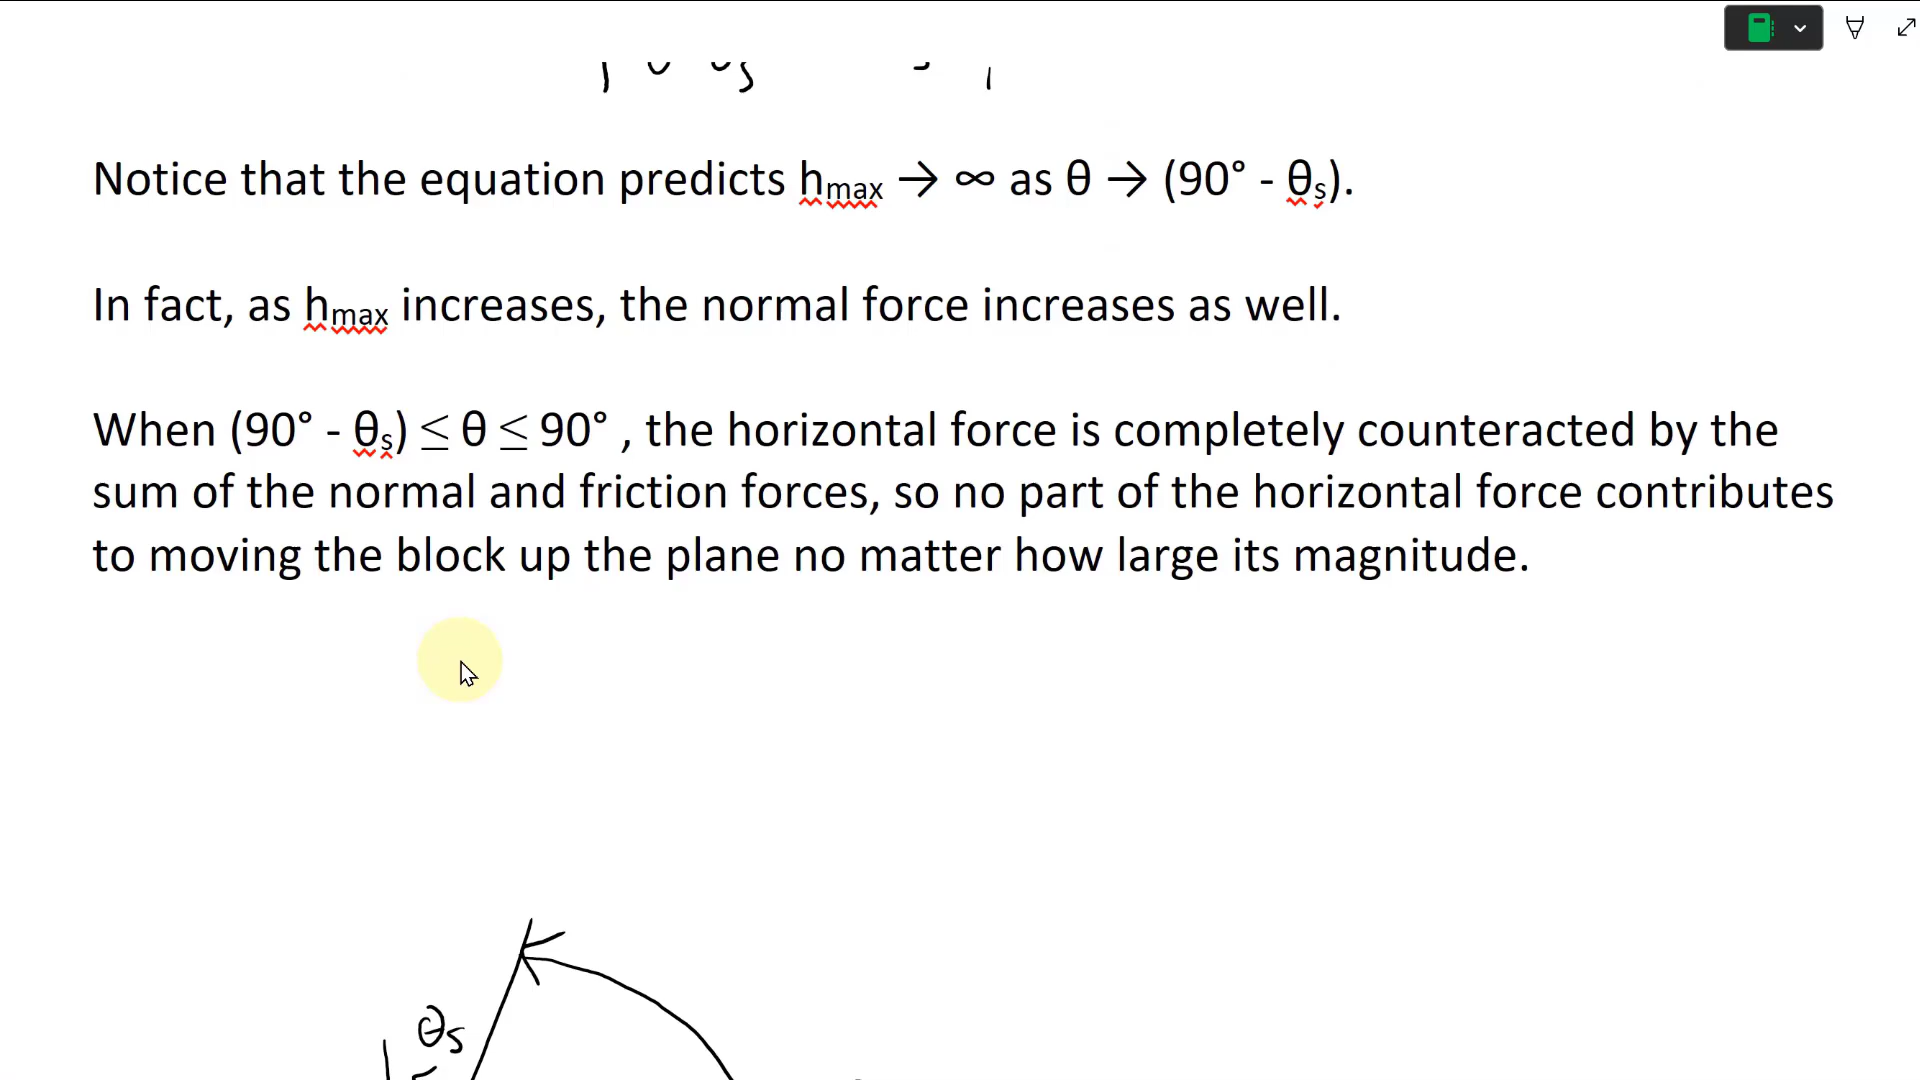 Notice that the equation predicts hmax → ∞ as θ → (90° - θs).
In fact, as hmax increases, the normal force increases as well.
When (90° - θs) ≤ θ ≤ 90° , the horizontal force is completely counteracted by the
sum of the normal and friction forces, so no part of the horizontal force contributes
to moving the block up the plane no matter how large its magnitude.
θs